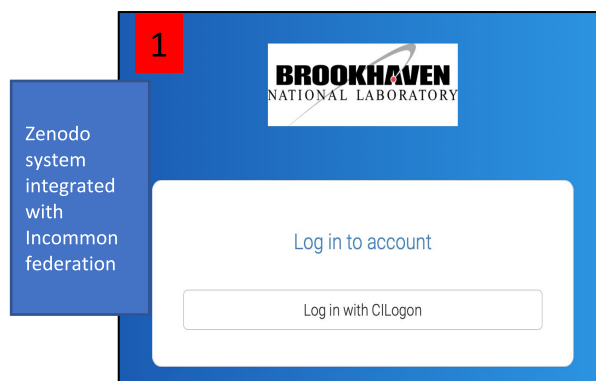 1
BROOKHAVEN
NATIONAL LABORATORY
Zenodo
system
integrated
with
Incommon
federation
Log in to account
Log in with CILogon